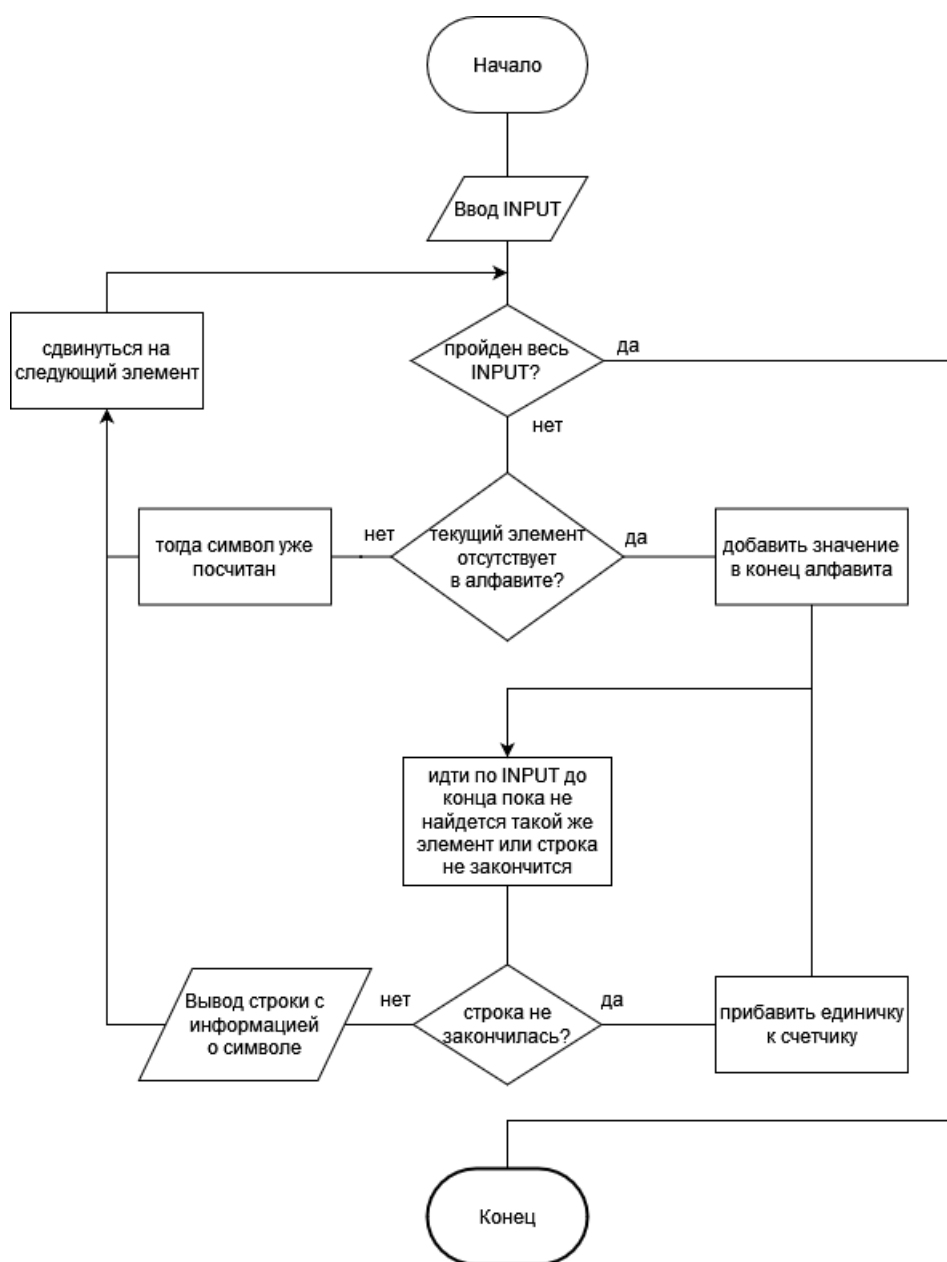 Начало
Ввод INPUT
сдвинуться на
следующий элемент
пройден весь
INPUT?
да
нет
тогда символ уже
посчитан
нет
текущий элемент
отсутствует
в алфавите?
да
добавить значение
в конец алфавита
идти по INPUT до
конца пока не
найдется такой же
элемент или строка
не закончится
Вывод строки с
информацией
о символе
нет
строка не
закончилась?
да
прибавить единичку
к счетчику
Конец